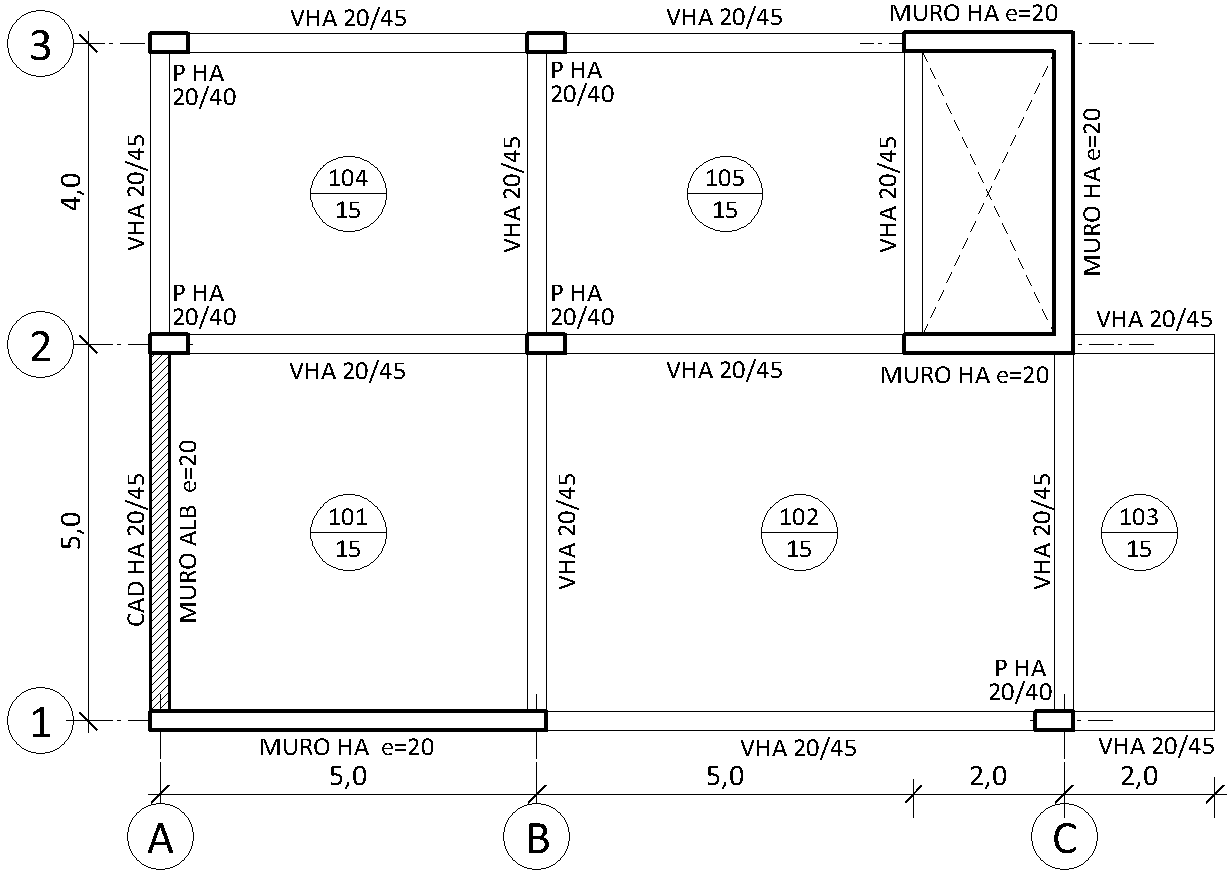 VHA 20/45
VHA 20/45
MURO HA e=20
3
P HA
20/40
P HA
20/40
4,0
VHA 20/45
104
15
VHA 20/45
105
15
VHA 20/45
MURO HA e=20
P HA
20/40
P HA
20/40
2
VHA 20/45
VHA 20/45
VHA 20/45
MURO HA e=20
5,0
CAD HA 20/45
MURO ALB e=20
101
15
VHA 20/45
102
15
VHA 20/45
103
15
P HA
20/40
1
MURO HA e=20
VHA 20/45
VHA 20/45
5,0
5,0
2,0
2,0
A
B
C